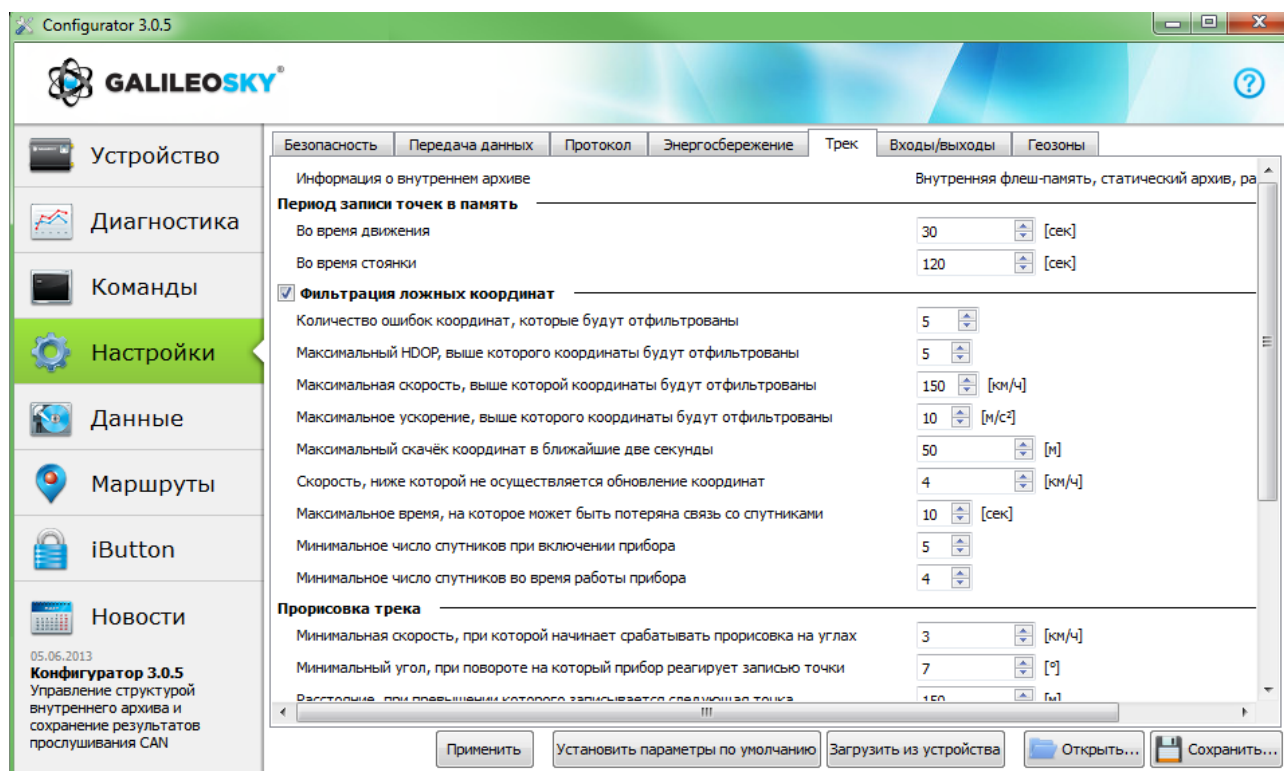 Configurator 3.0.5
GALILEOSKY®
?
Устройство
Диагностика
Команды
Настройки
Данные
Маршруты
iButton
Новости
05.06.2013
Конфигуратор 3.0.5
Управление структурой
внутреннего архива и
сохранение результатов
прослушивания CAN
Безопасность Передача данных Протокол Энергосбережение Трек Входы/выходы Геозоны
Информация о внутреннем архиве Внутренняя флеш-память, статический архив, ра
Период записи точек в память
Во время движения 30 [сек]
Во время стоянки 120 [сек]
Фильтрация ложных координат
Количество ошибок координат, которые будут отфильтрованы 5
Максимальный HDOP, выше которого координаты будут отфильтрованы 5
Максимальная скорость, выше которой координаты будут отфильтрованы 150 [км/ч]
Максимальное ускорение, выше которого координаты будут отфильтрованы 10 [м/с²]
Максимальный скачёк координат в ближайшие две секунды 50 [м]
Скорость, ниже которой не осуществляется обновление координат 4 [км/ч]
Максимальное время, на которое может быть потеряна связь со спутниками 10 [сек]
Минимальное число спутников при включении прибора 5
Минимальное число спутников во время работы прибора 4
Прорисовка трека
Минимальная скорость, при которой начинает срабатывать прорисовка на углах 3 [км/ч]
Минимальный угол, при повороте на который прибор реагирует записью точки 7 [°]
Расстояние, при превышении которого записывается следующая точка 150 [м]
Применить Установить параметры по умолчанию Загрузить из устройства Открыть... Сохранить...